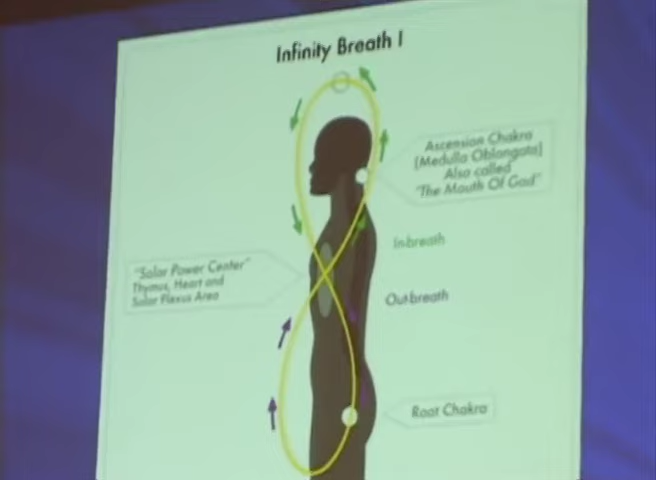 Infinity Breath I
Ascension Chakra
(Medulla Oblongata)
Also called
"The Mouth Of God"
In-breath
"Solar Power Center"
Thymus, Heart and
Solar Plexus Area
Out-breath
Root Chakra